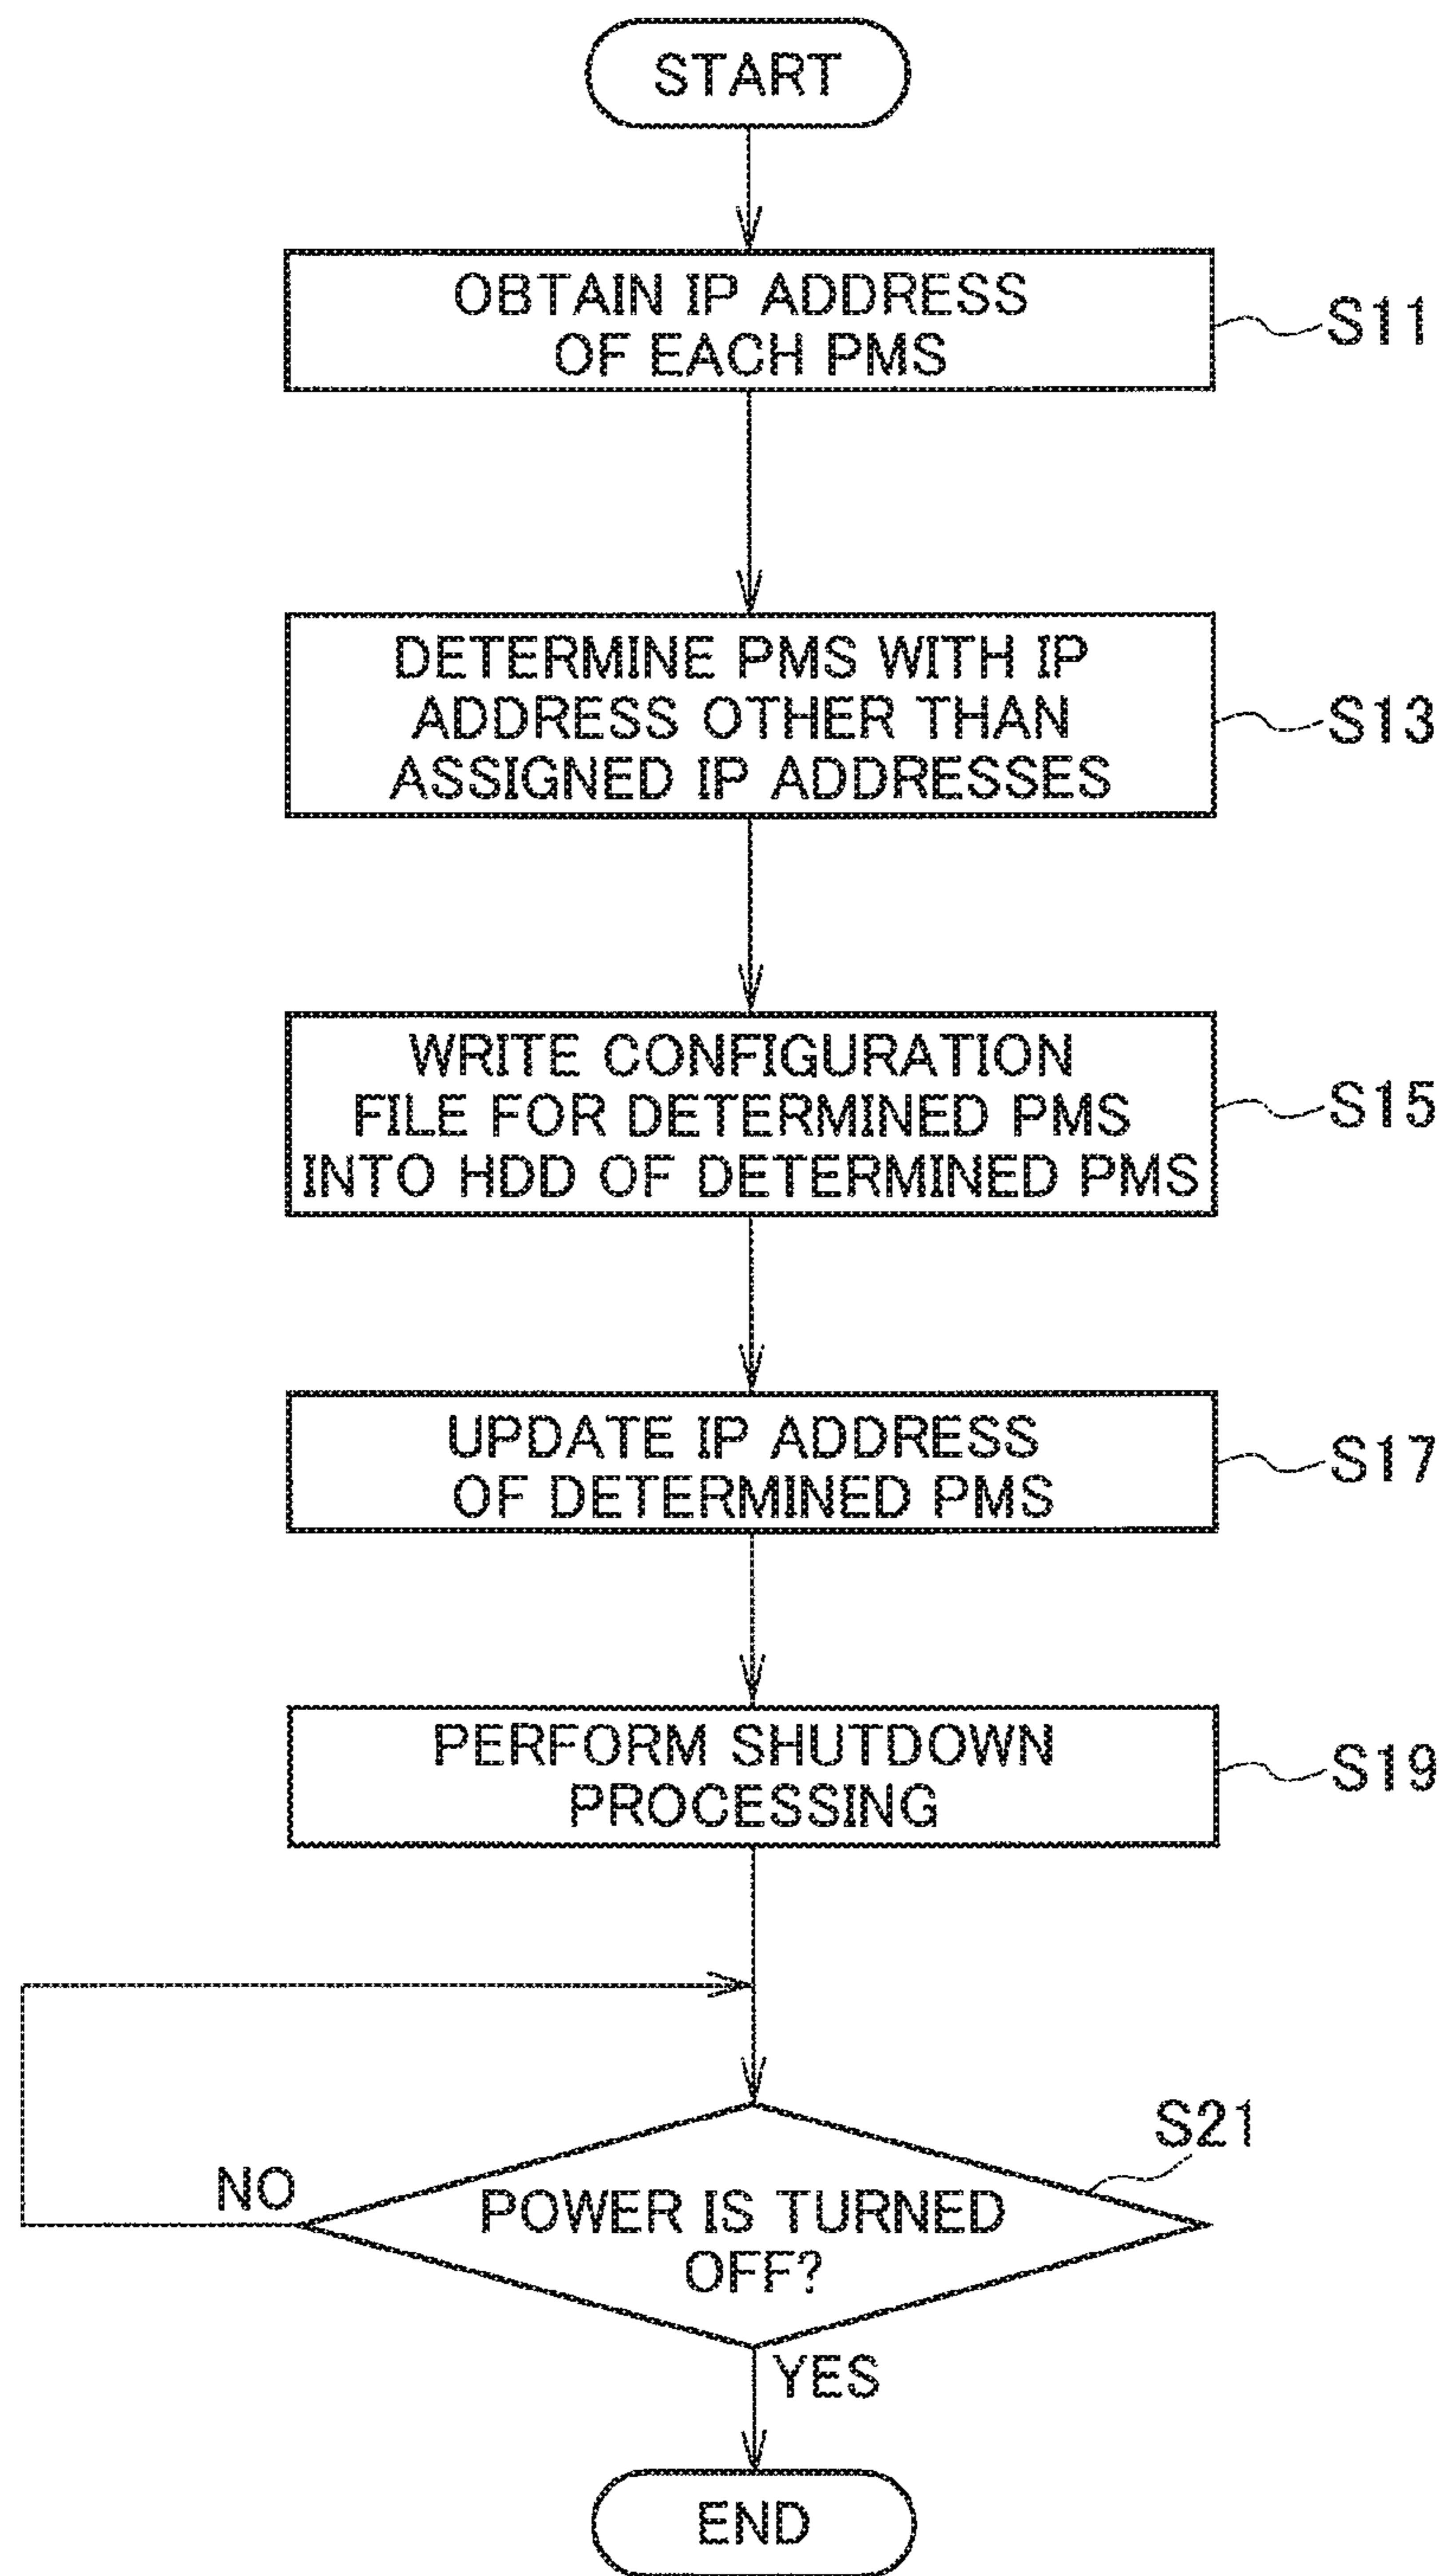 START
OBTAIN IP ADDRESS
OF EACH PMS
S11
DETERMINE PMS WITH IP
ADDRESS OTHER THAN
ASSIGNED IP ADDRESSES
S13
WRITE CONFIGURATION
FILE FOR DETERMINED PMS
INTO HDD OF DETERMINED PMS
S15
UPDATE IP ADDRESS
OF DETERMINED PMS
S17
PERFORM SHUTDOWN
PROCESSING
S19
S21
NO
POWER IS TURNED
OFF?
YES
END